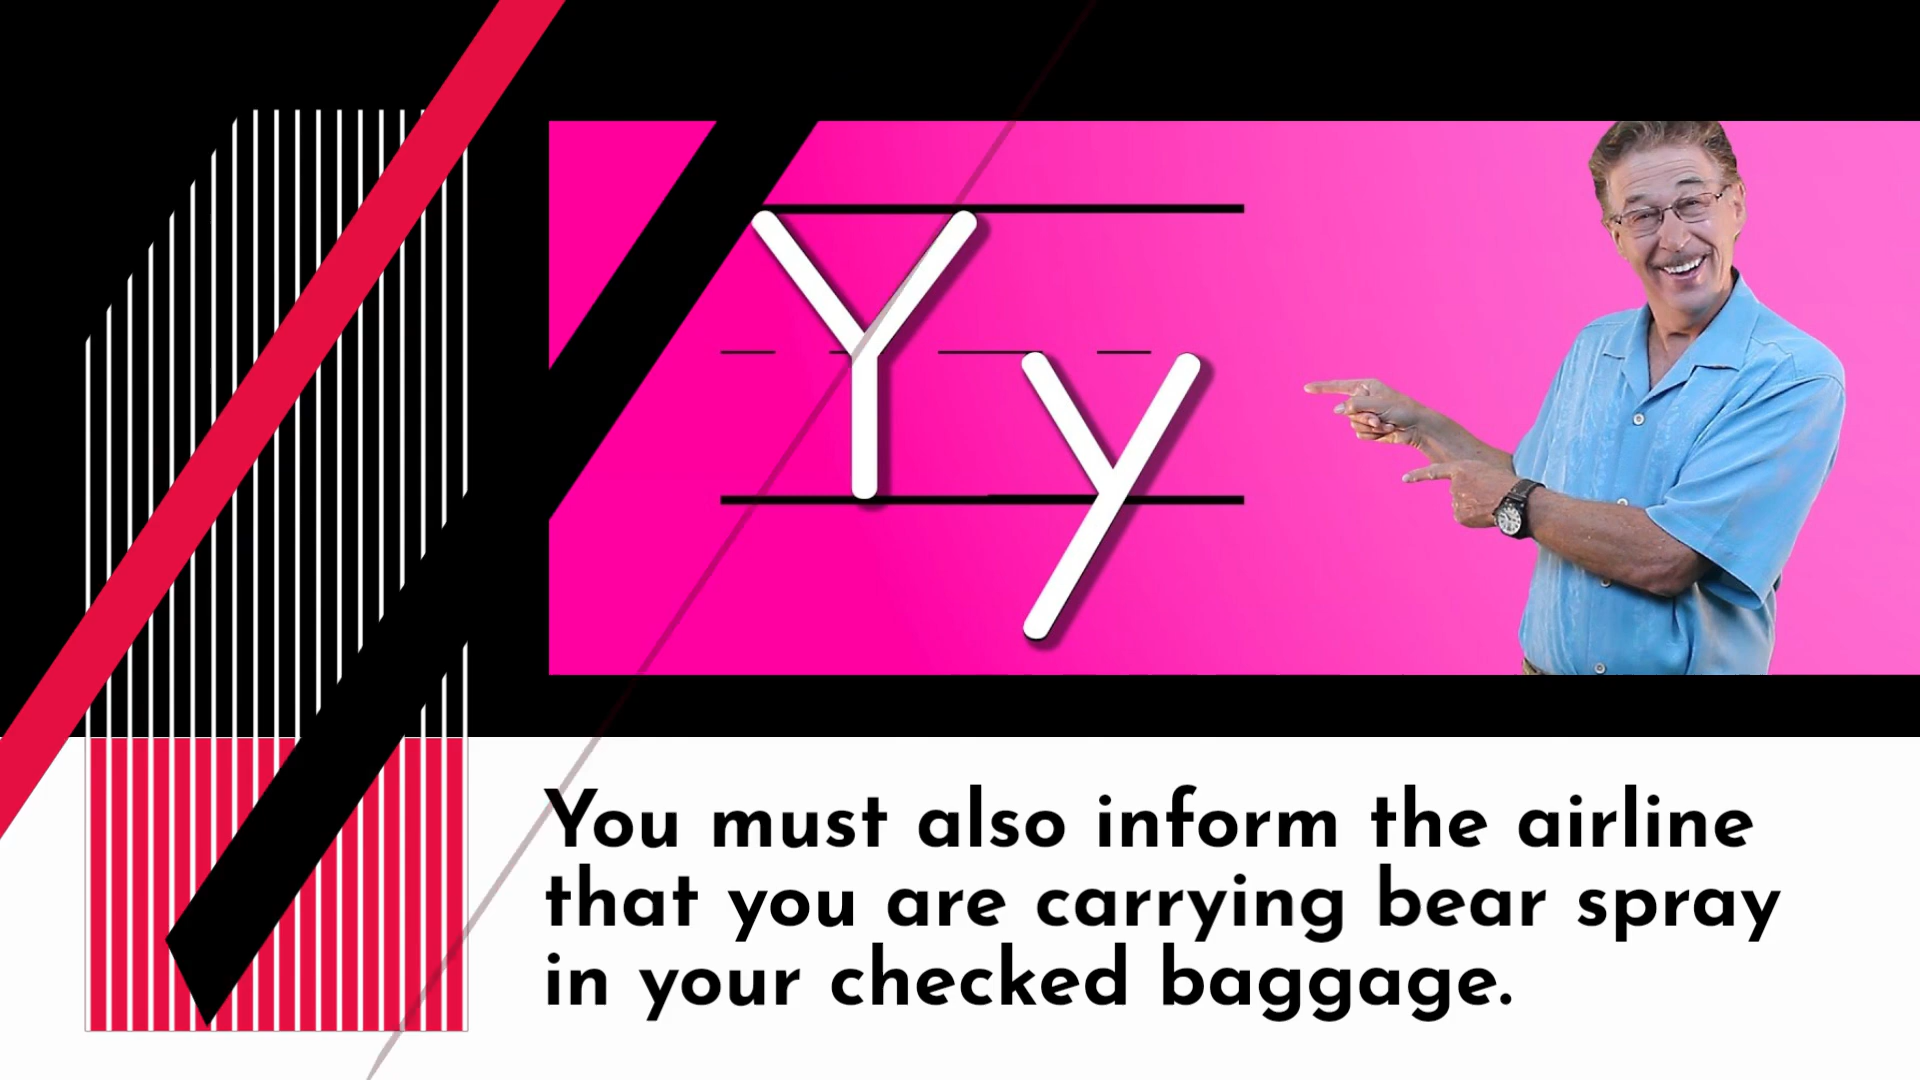 Yy
You must also inform the airline
that you are carrying bear spray
in your checked baggage.